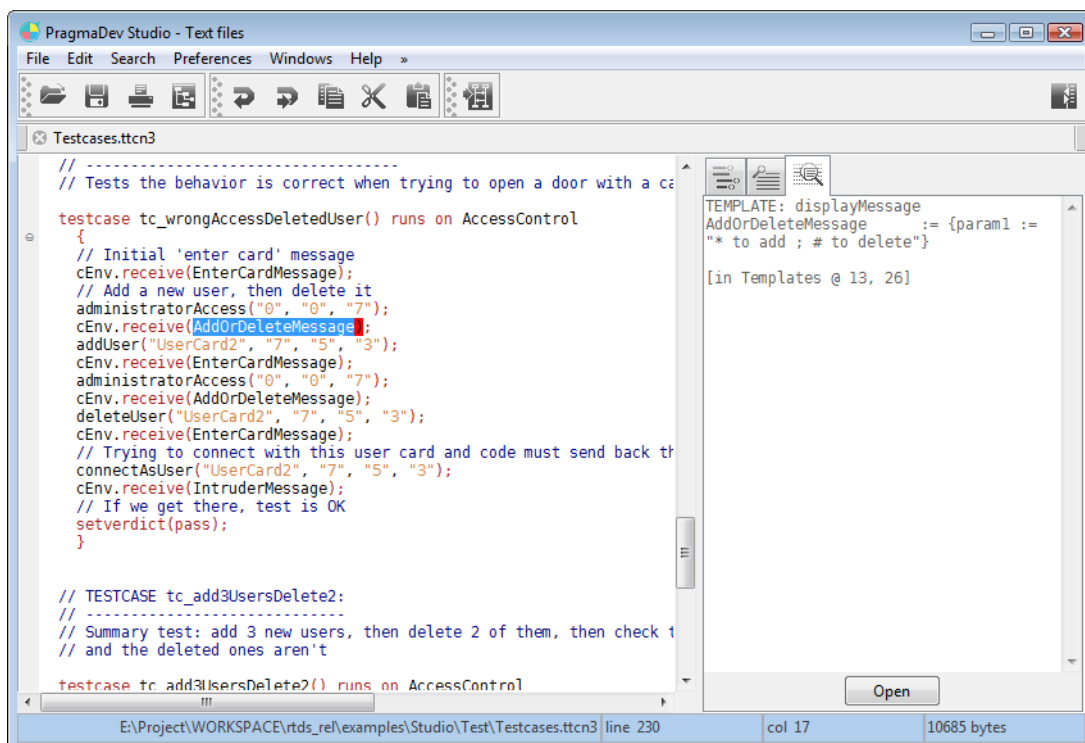 PragmaDev Studio - Text files
File Edit Search Preferences Windows Help »
Testcases.ttcn3
// -----------------------------------
// Tests the behavior is correct when trying to open a door with a ca
testcase tc_wrongAccessDeletedUser() runs on AccessControl
{
// Initial 'enter card' message
cEnv.receive(EnterCardMessage);
// Add a new user, then delete it
administratorAccess("0", "0", "7");
cEnv.receive(AddOrDeleteMessage);
addUser("UserCard2", "7", "5", "3");
cEnv.receive(EnterCardMessage);
administratorAccess("0", "0", "7");
cEnv.receive(AddOrDeleteMessage);
deleteUser("UserCard2", "7", "5", "3");
cEnv.receive(EnterCardMessage);
// Trying to connect with this user card and code must send back th
connectAsUser("UserCard2", "7", "5", "3");
cEnv.receive(IntruderMessage);
// If we get there, test is OK
setverdict(pass);
}
// TESTCASE tc_add3UsersDelete2:
// -----------------------------
// Summary test: add 3 new users, then delete 2 of them, then check t
// and the deleted ones aren't
testcase tc_add3UsersDelete2() runs on AccessControl
TEMPLATE: displayMessage
AddOrDeleteMessage := {param1 :=
"* to add ; # to delete"}
[in Templates @ 13, 26]
Open
E:\Project\WORKSPACE\rtds_rel\examples\Studio\Test\Testcases.ttcn3 line 230 col 17 10685 bytes